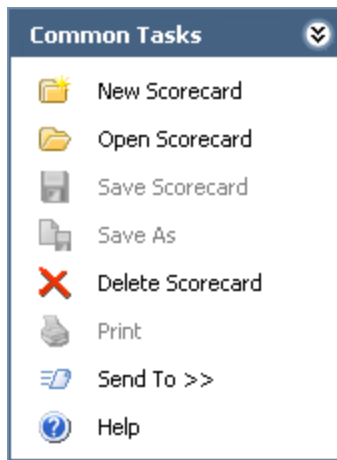 Common Tasks
New Scorecard
Open Scorecard
Save Scorecard
Save As
Delete Scorecard
Print
Send To >>
Help